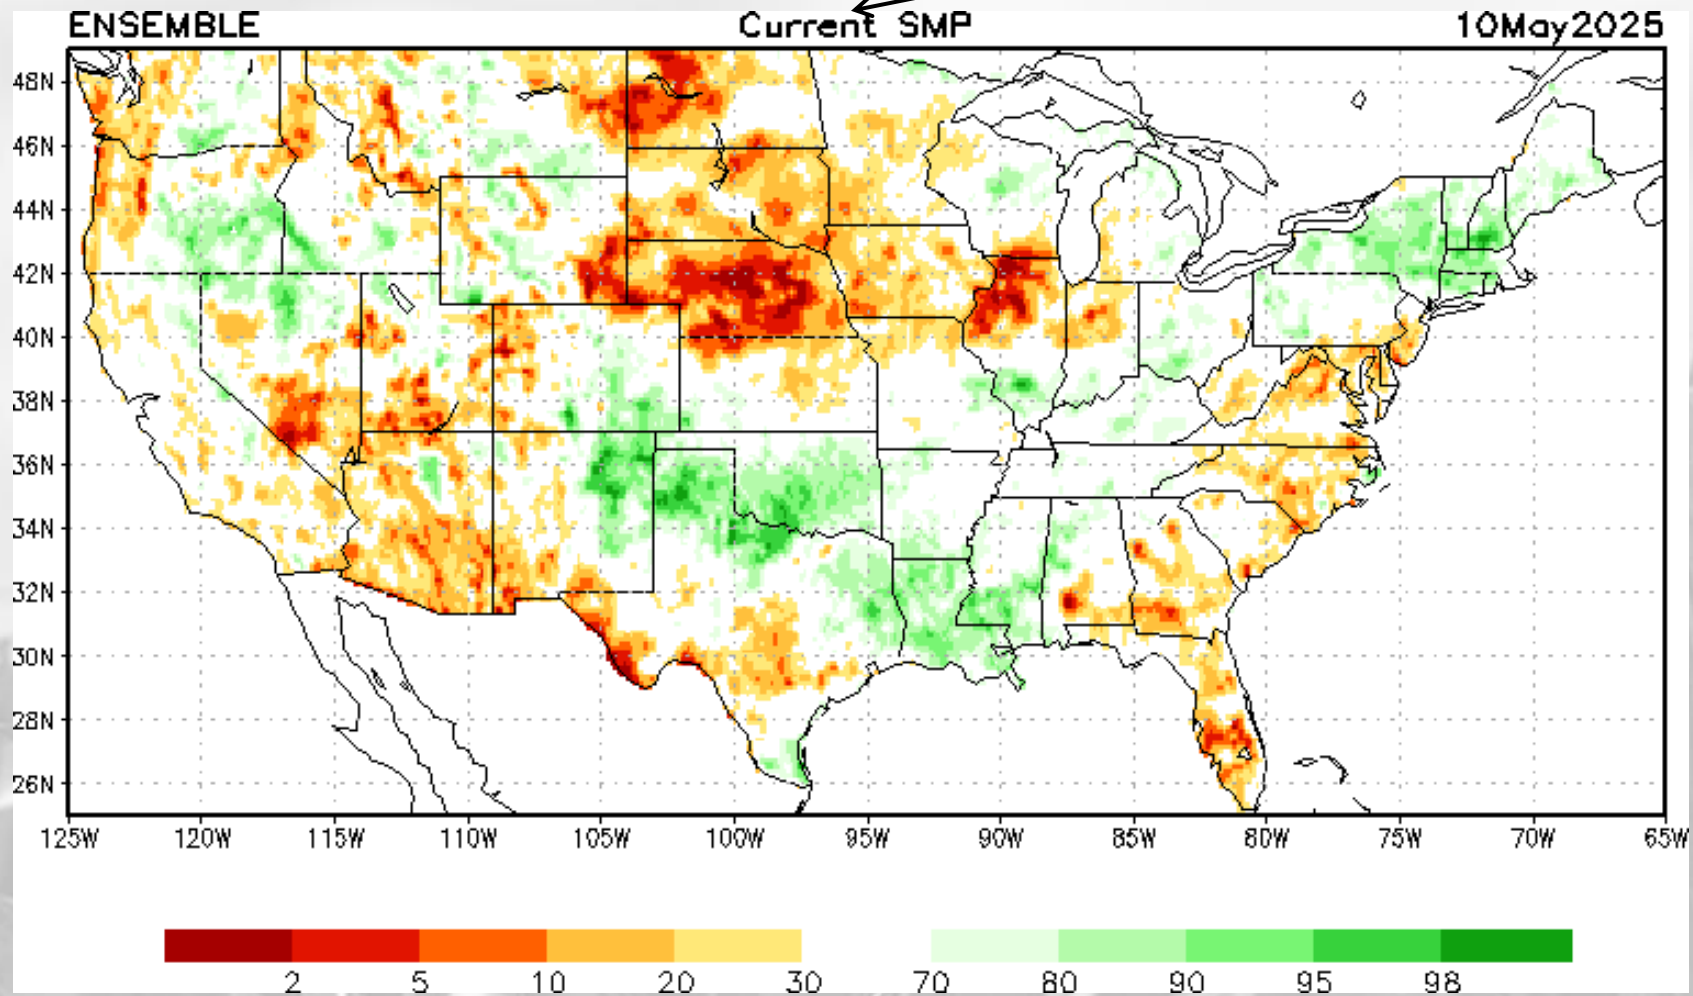 ENSEMBLE Current SMP 10May2025
48N
46N
44N
42N
40N
38N
36N
34N
32N
30N
28N
26N
125W 120W 115W 110W 105W 100W 95W 90W 85W 80W 75W 70W 65W
2 5 10 20 30 70 80 90 95 98